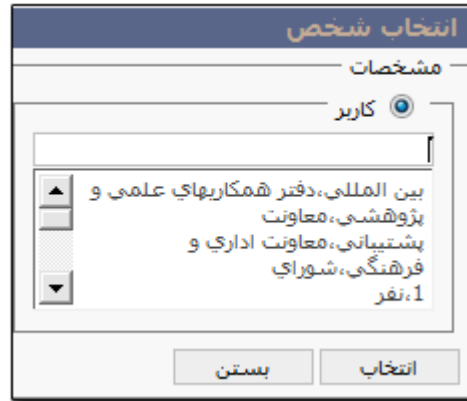 انتخاب شخص
مشخصات
کاربر
بين المللي،دفتر همکاريهاي علمي و
پژوهشي،معاونت
پشتيباني،معاونت اداري و
فرهنگي،شوراي
1،نفر
انتخاب
بستن